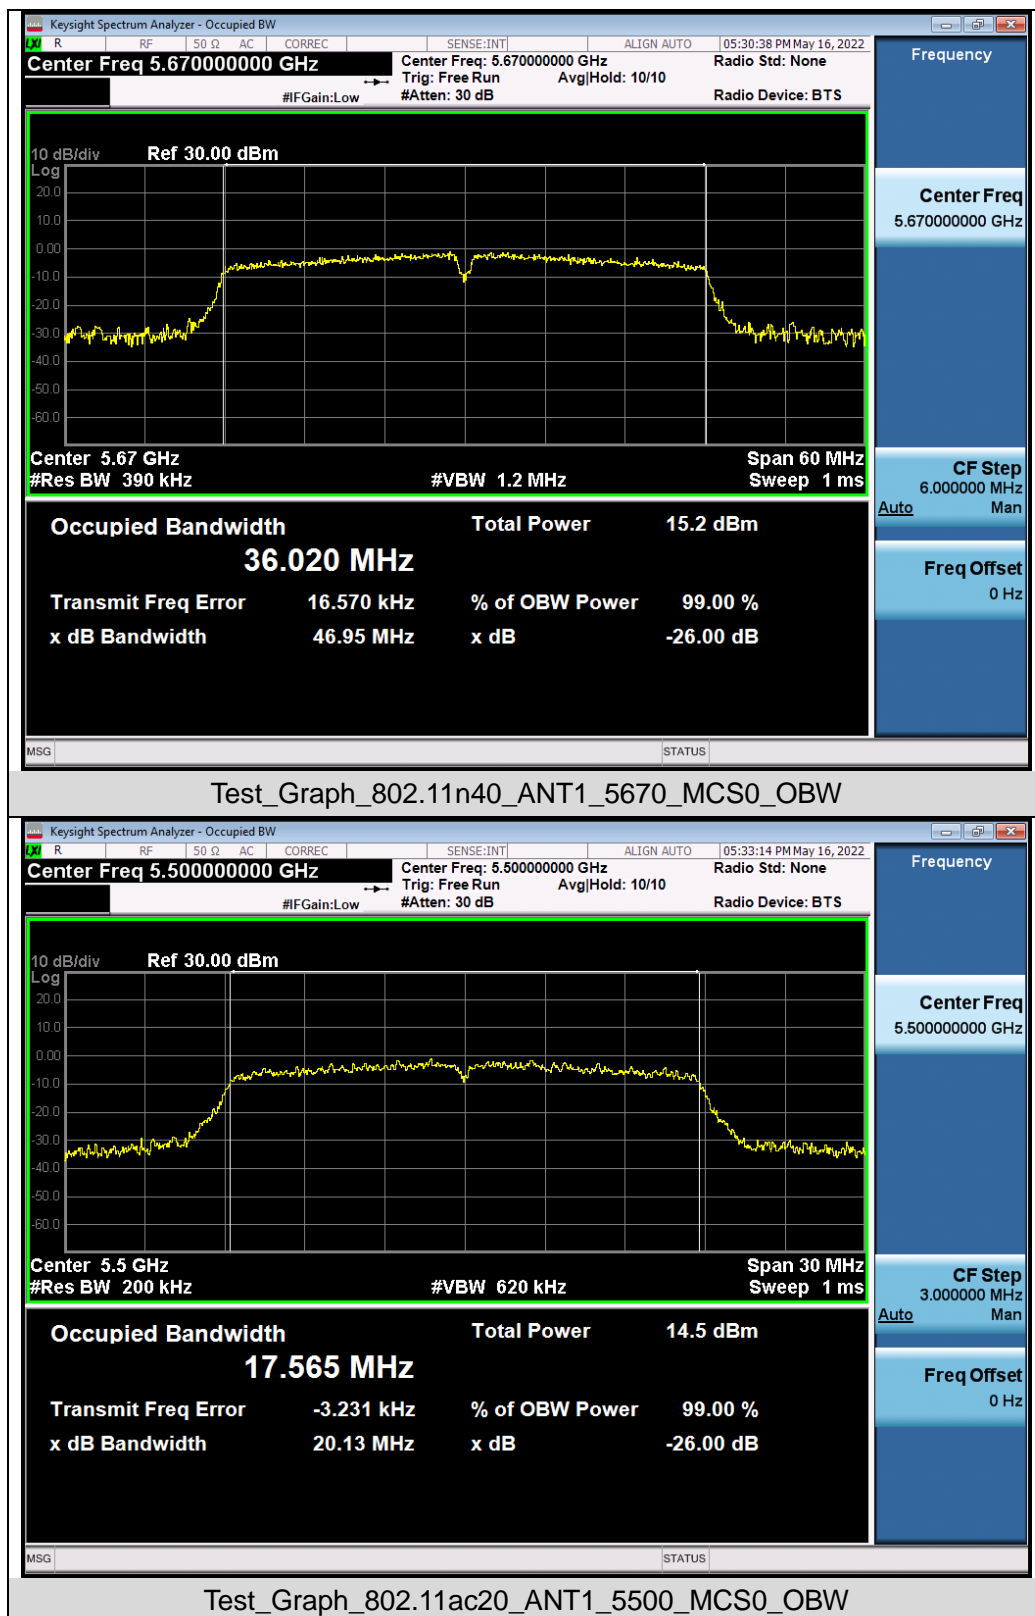 Keysight Spectrum Analyzer - Occupied BW
LXI R RF 50 Ω AC CORREC SENSE:INT ALIGN AUTO 05:30:38 PM May 16, 2022
Center Freq 5.670000000 GHz
Center Freq: 5.670000000 GHz
Radio Std: None
Trig: Free Run Avg|Hold: 10/10
#IFGain:Low
#Atten: 30 dB
Radio Device: BTS
Frequency
10 dB/div Ref 30.00 dBm
Log
20.0
10.0
0.00
-10.0
-20.0
-30.0
-40.0
-50.0
-60.0
Center 5.67 GHz Span 60 MHz
#Res BW 390 kHz #VBW 1.2 MHz Sweep 1 ms
Center Freq
5.670000000 GHz
CF Step
6.000000 MHz
Auto Man
Freq Offset
0 Hz
Occupied Bandwidth Total Power 15.2 dBm
36.020 MHz
Transmit Freq Error 16.570 kHz % of OBW Power 99.00 %
x dB Bandwidth 46.95 MHz x dB -26.00 dB
MSG STATUS
Test_Graph_802.11n40_ANT1_5670_MCS0_OBW
Keysight Spectrum Analyzer - Occupied BW
LXI R RF 50 Ω AC CORREC SENSE:INT ALIGN AUTO 05:33:14 PM May 16, 2022
Center Freq 5.500000000 GHz
Center Freq: 5.500000000 GHz
Radio Std: None
Trig: Free Run Avg|Hold: 10/10
#IFGain:Low
#Atten: 30 dB
Radio Device: BTS
Frequency
10 dB/div Ref 30.00 dBm
Log
20.0
10.0
0.00
-10.0
-20.0
-30.0
-40.0
-50.0
-60.0
Center 5.5 GHz Span 30 MHz
#Res BW 200 kHz #VBW 620 kHz Sweep 1 ms
Center Freq
5.500000000 GHz
CF Step
3.000000 MHz
Auto Man
Freq Offset
0 Hz
Occupied Bandwidth Total Power 14.5 dBm
17.565 MHz
Transmit Freq Error -3.231 kHz % of OBW Power 99.00 %
x dB Bandwidth 20.13 MHz x dB -26.00 dB
MSG STATUS
Test_Graph_802.11ac20_ANT1_5500_MCS0_OBW